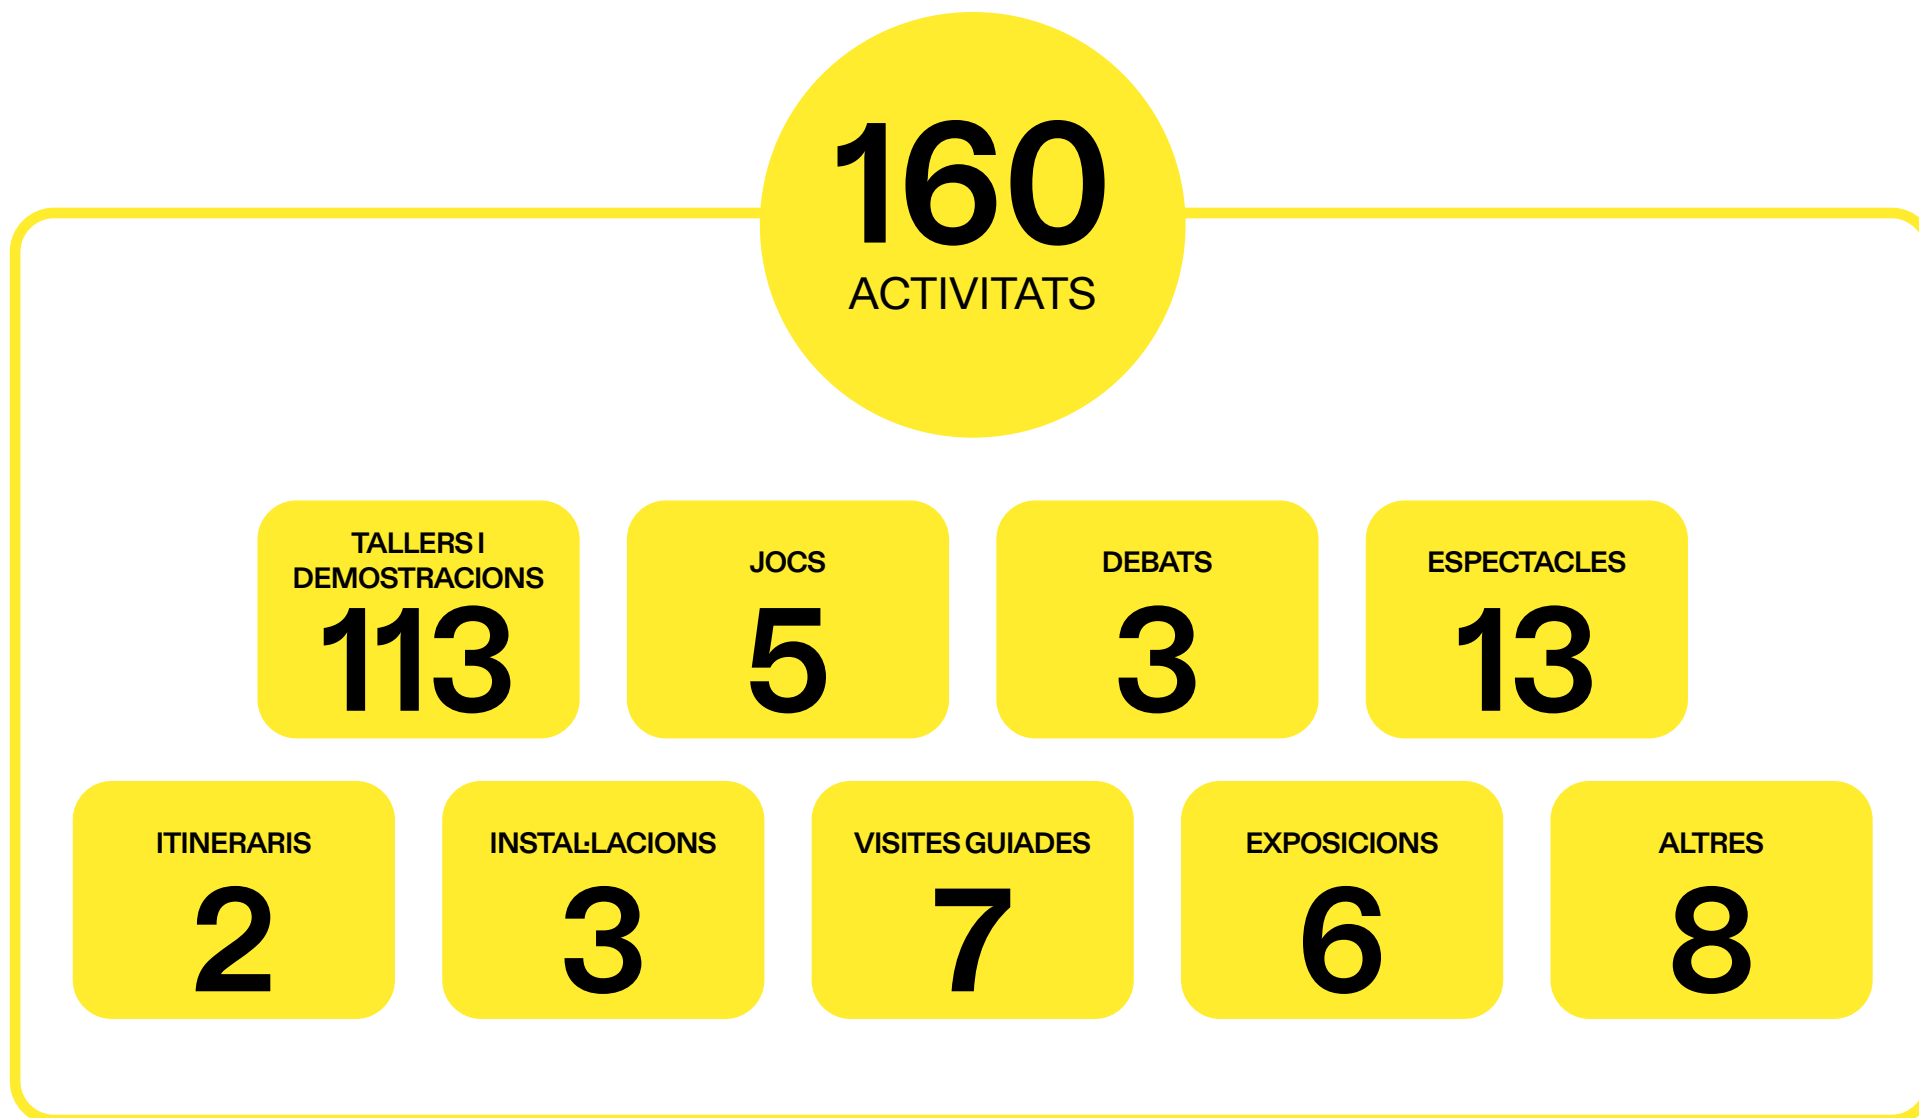 160
ACTIVITATS
TALLERS I
DEMOSTRACIONS
113
JOCS
5
DEBATS
3
ESPECTACLES
13
ITINERARIS
2
INSTAL·LACIONS
3
VISITES GUIADES
7
EXPOSICIONS
6
ALTRES
8